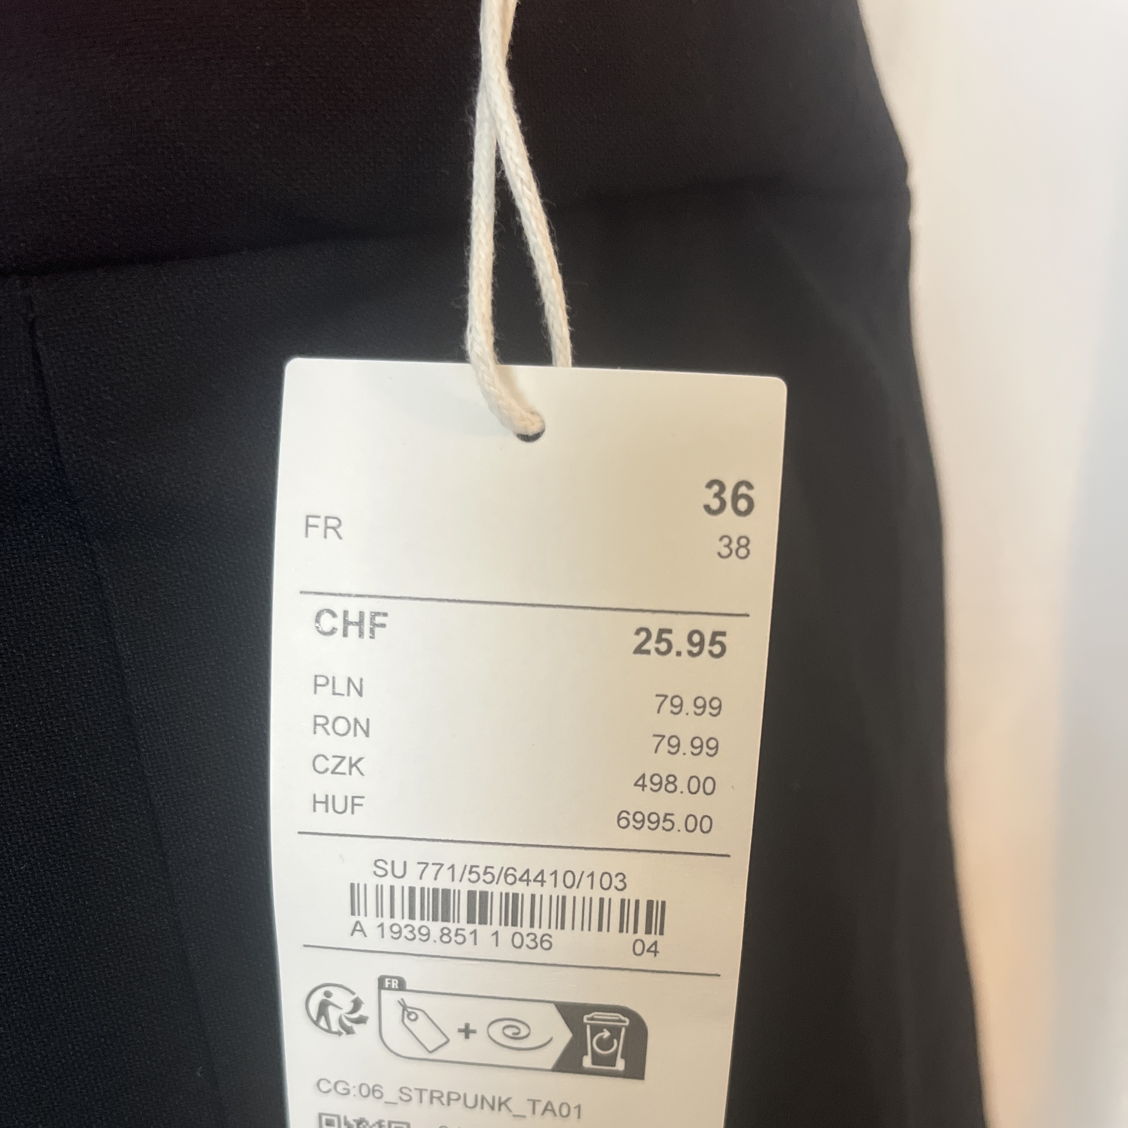 36
FR 38
CHF 25.95
PLN 79.99
RON 79.99
CZK 498.00
HUF 6995.00
SU 771/55/64410/103
A 1939.851 1 036 04
FR
+
CG:06_STRPUNK_TA01